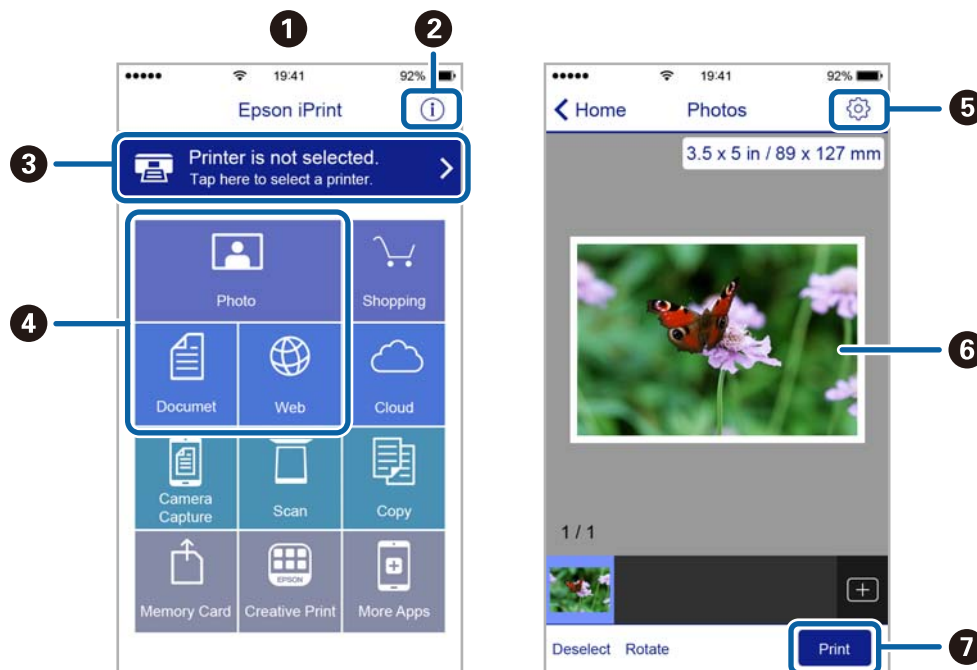 1
2
●●●●● 19:41 92%
Epson iPrint
3
Printer is not selected.
Tap here to select a printer.
4
Photo
Shopping
Documet
Web
Cloud
Camera
Capture
Scan
Copy
EPSON
Memory Card
Creative Print
More Apps
●●●●● 19:41 92%
Home Photos
5
3.5 x 5 in / 89 x 127 mm
6
1 / 1
Deselect Rotate Print
7